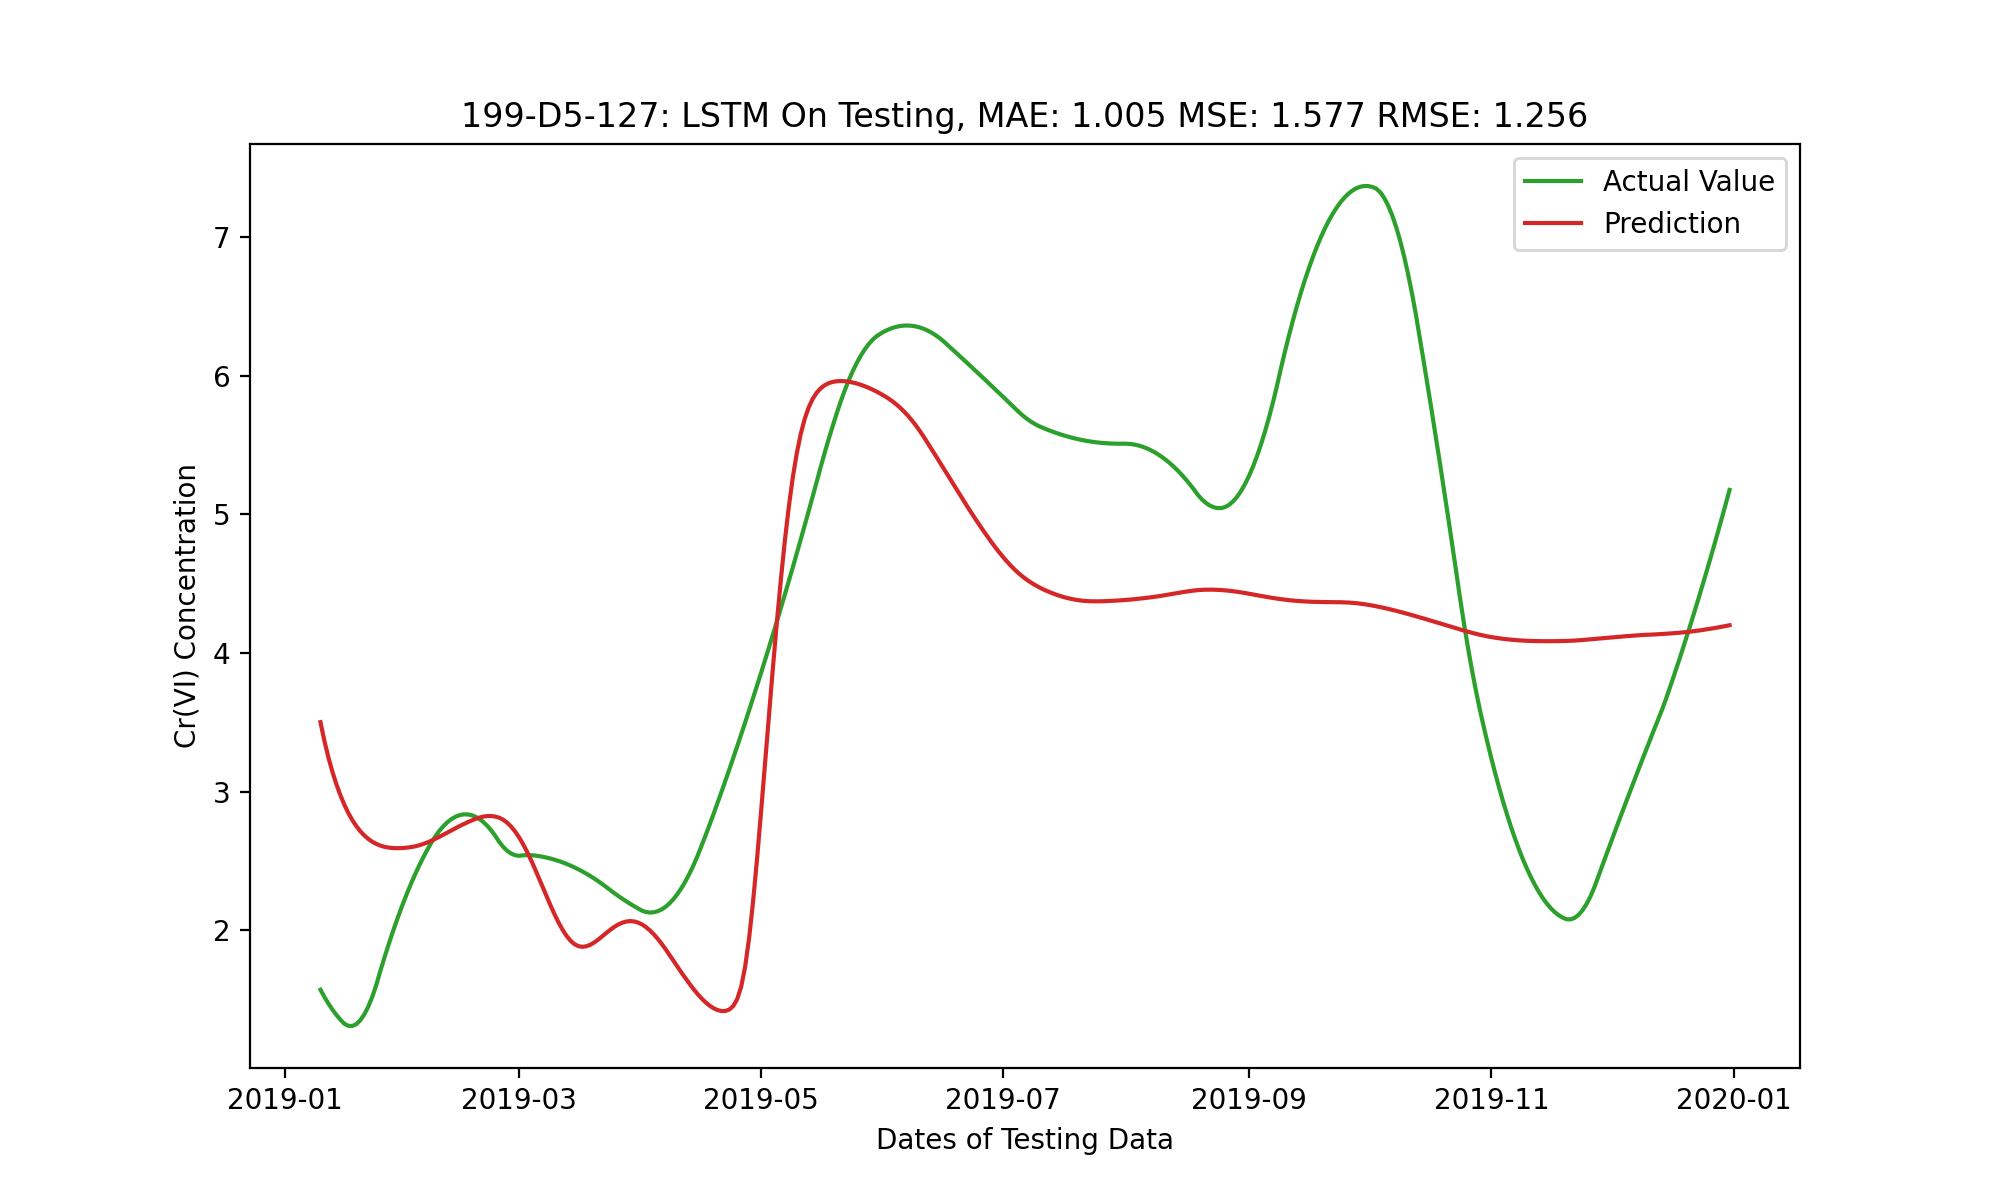 199-D5-127: LSTM On Testing, MAE: 1.005 MSE: 1.577 RMSE: 1.256
Actual Value
Prediction
7
6
5
4
3
2
Cr(VI) Concentration
2019-01 2019-03 2019-05 2019-07 2019-09 2019-11 2020-01
Dates of Testing Data